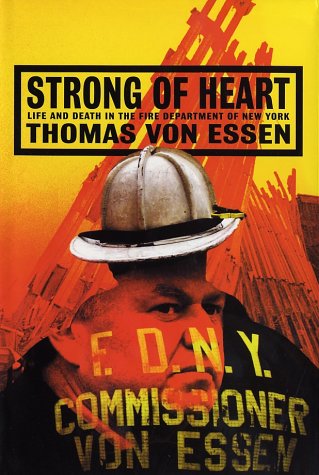 STRONG OF HEART
LIFE AND DEATH IN THE FIRE DEPARTMENT OF NEW YORK
THOMAS VON ESSEN
F.D.N.Y.
COMMISSIONER
VON ESSEN